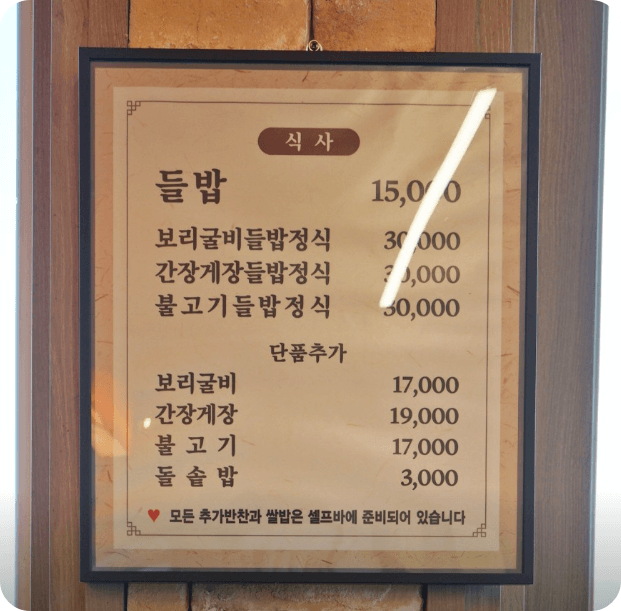 식 사
들밥 15,000
보리굴비들밥정식 30,000
간장게장들밥정식 30,000
불고기들밥정식 30,000
단품추가
보리굴비 17,000
간장게장 19,000
불 고 기 17,000
돌 솥 밥 3,000
♥ 모든 추가반찬과 쌀밥은 셀프바에 준비되어 있습니다